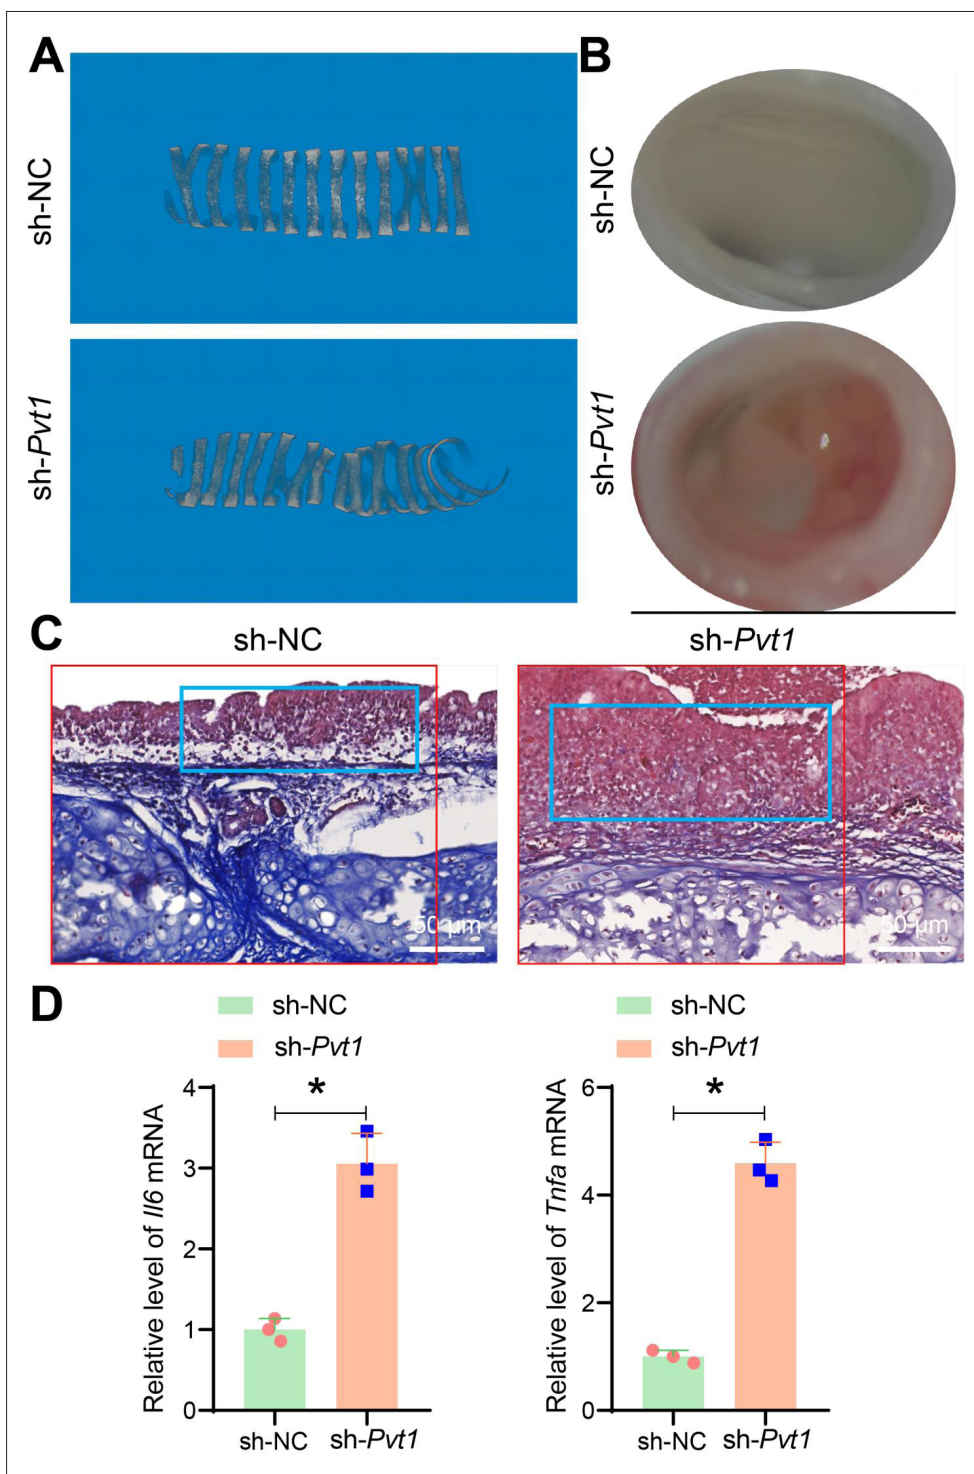 A
B
sh-NC
sh-NC
sh-Pvt1
sh-Pvt1
C
sh-NC
sh-Pvt1
50 μm
50 μm
D
sh-NC
sh-Pvt1
sh-NC
sh-Pvt1
Relative level of Il6 mRNA
4
3
2
1
0
*
sh-NC
sh-Pvt1
Relative level of Tnfa mRNA
6
4
2
0
*
sh-NC
sh-Pvt1